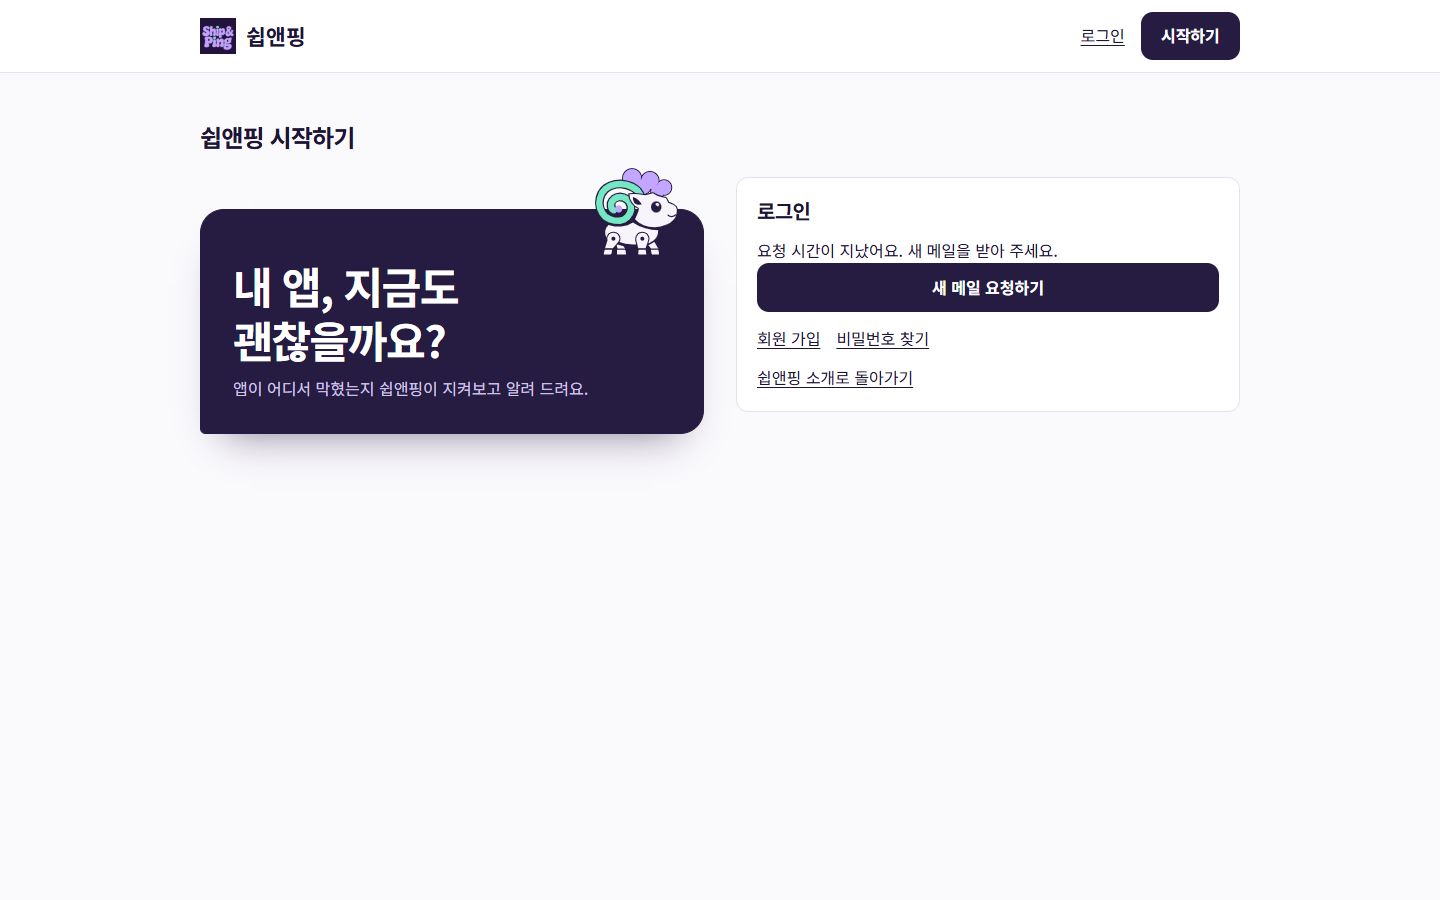 Ship&
Ping
쉽앤핑
로그인
시작하기
쉽앤핑 시작하기
내 앱, 지금도
괜찮을까요?
앱이 어디서 막혔는지 쉽앤핑이 지켜보고 알려 드려요.
로그인
요청 시간이 지났어요. 새 메일을 받아 주세요.
새 메일 요청하기
회원 가입 비밀번호 찾기
쉽앤핑 소개로 돌아가기